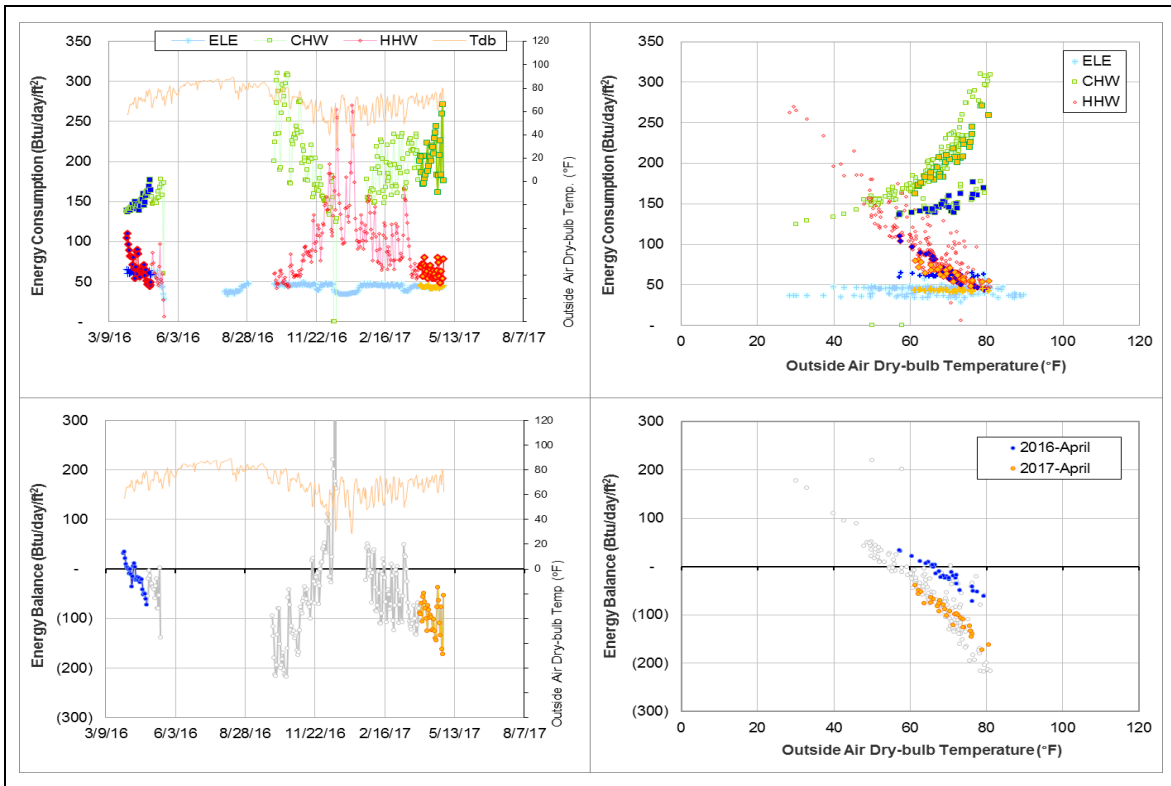 ELE CHW HHW Tdb
350
300
250
200
150
100
50
-
Energy Consumption (Btu/day/ft²)
120
100
80
60
40
20
0
Outside Air Dry-bulb Temp. (°F)
3/9/16 6/3/16 8/28/16 11/22/16 2/16/17 5/13/17 8/7/17
350
300
250
200
150
100
50
-
Energy Consumption (Btu/day/ft²)
ELE
CHW
HHW
0 20 40 60 80 100 120
Outside Air Dry-bulb Temperature (°F)
300
200
100
-
(100)
(200)
(300)
Energy Balance (Btu/day/ft²)
120
100
80
60
40
20
0
Outside Air Dry-bulb Temp (°F)
3/9/16 6/3/16 8/28/16 11/22/16 2/16/17 5/13/17 8/7/17
300
200
100
-
(100)
(200)
(300)
Energy Balance (Btu/day/ft²)
2016-April
2017-April
0 20 40 60 80 100 120
Outside Air Dry-bulb Temperature (°F)